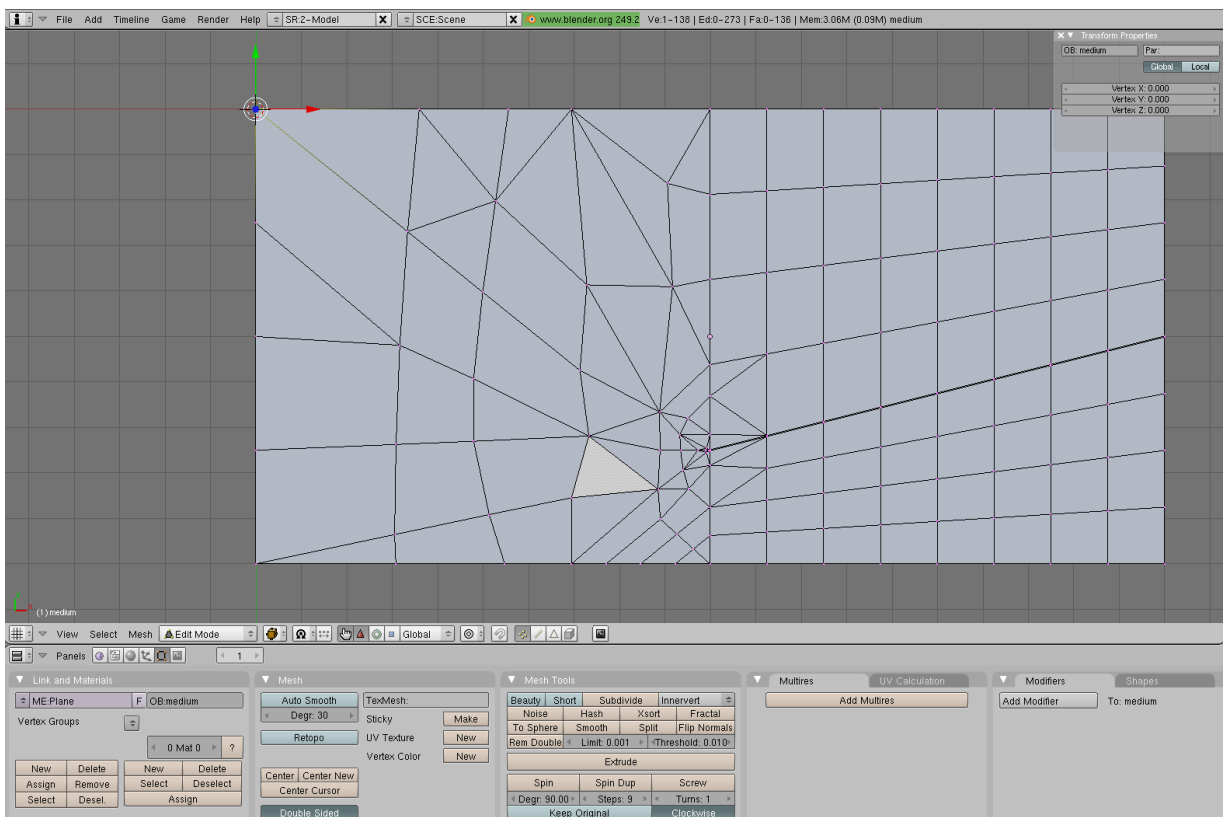 File Add Timeline Game Render Help SR:2-Model X SCE:Scene X www.blender.org 249.2 Ve:1-138 | Ed:0-273 | Fa:0-136 | Mem:3.06M (0.09M) medium
Transform Properties
OB: medium Par:
Global Local
Vertex X: 0.000
Vertex Y: 0.000
Vertex Z: 0.000
(1) medium
View Select Mesh Edit Mode Global
Panels 1
Link and Materials Mesh Mesh Tools Multires UV Calculation Modifiers Shapes
ME:Plane F OB:medium Auto Smooth TexMesh: Beauty Short Subdivide Innervert Add Multires Add Modifier To: medium
Vertex Groups Degr: 30 Sticky Make Noise Hash Xsort Fractal
To Sphere Smooth Split Flip Normals
0 Mat 0 ? Retopo UV Texture New Rem Double Limit: 0.001 Threshold: 0.010
Vertex Color New Extrude
New Delete New Delete Center Center New
Assign Remove Select Deselect Center Cursor Spin Spin Dup Screw
Select Desel. Assign Degr: 90.00 Steps: 9 Turns: 1
Double Sided Keep Original Clockwise